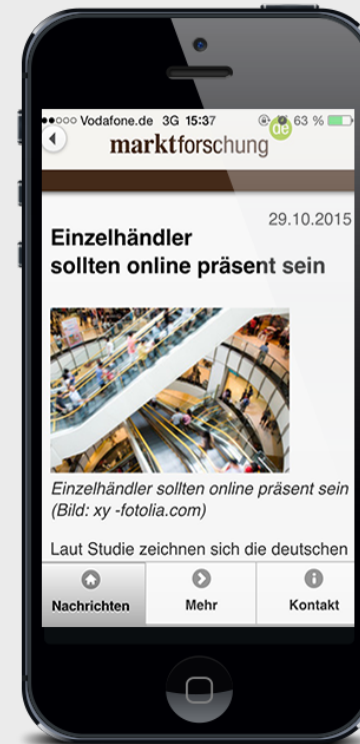 Vodafone.de 3G 15:37 63 %
marktforschung de
29.10.2015
Einzelhändler
sollten online präsent sein
Einzelhändler sollten online präsent sein
(Bild: xy -fotolia.com)
Laut Studie zeichnen sich die deutschen
Nachrichten Mehr Kontakt